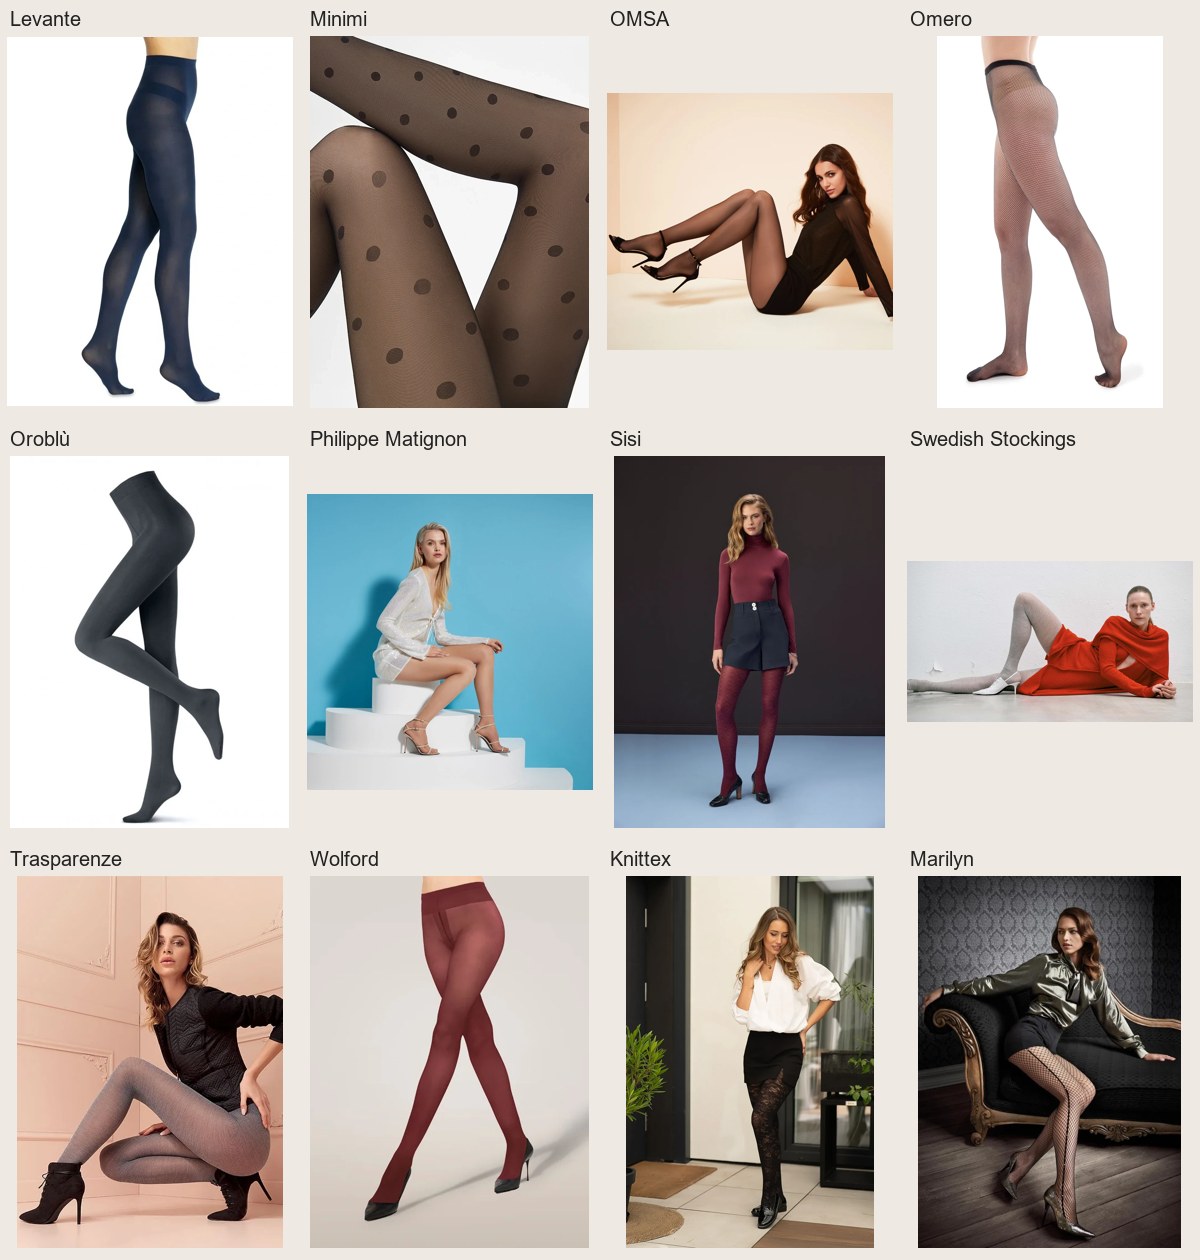 Levante
Minimi
OMSA
Omero
Oroblù
Philippe Matignon
Sisi
Swedish Stockings
Trasparenze
Wolford
Knittex
Marilyn